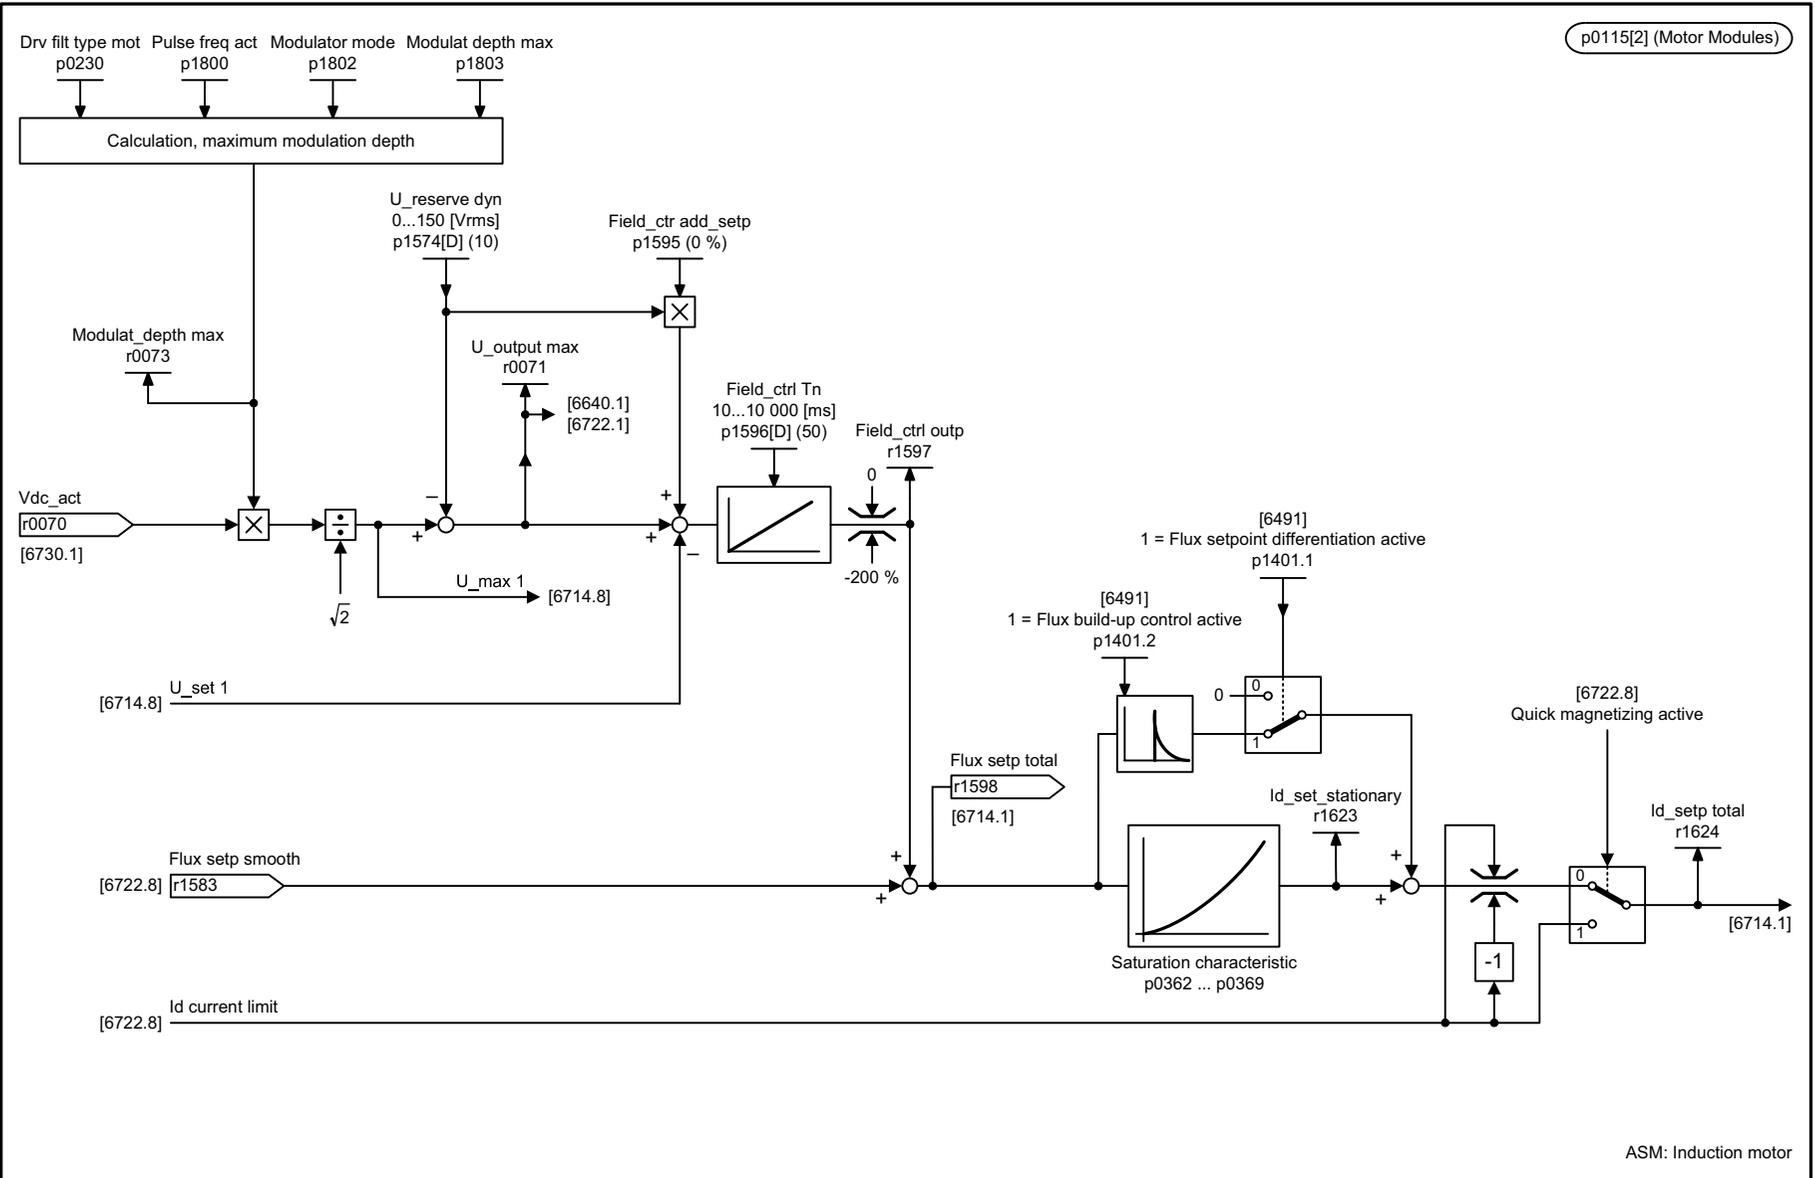 p0115[2] (Motor Modules)
Drv filt type mot
p0230
Pulse freq act
p1800
Modulator mode
p1802
Modulat depth max
p1803
Calculation, maximum modulation depth
U_reserve dyn
0...150 [Vrms]
p1574[D] (10)
Field_ctr add_setp
p1595 (0 %)
Modulat_depth max
r0073
U_output max
r0071
[6640.1]
[6722.1]
Field_ctrl Tn
10...10 000 [ms]
p1596[D] (50)
Field_ctrl outp
r1597
0
-200 %
Vdc_act
r0070
[6730.1]
√2
–
+
+
+
–
U_max 1
[6714.8]
[6714.8]
U_set 1
[6491]
1 = Flux setpoint differentiation active
p1401.1
[6491]
1 = Flux build-up control active
p1401.2
0
0
1
[6722.8]
Quick magnetizing active
Flux setp total
r1598
[6714.1]
Id_set_stationary
r1623
Id_setp total
r1624
Flux setp smooth
[6722.8]
r1583
+
+
+
+
0
1
[6714.1]
-1
Saturation characteristic
p0362 ... p0369
Id current limit
[6722.8]
ASM: Induction motor